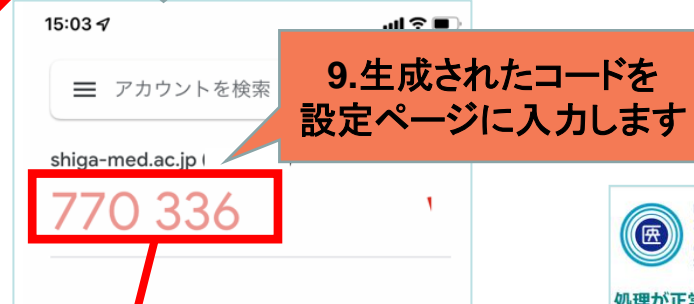 15:03
アカウントを検索
9.生成されたコードを
設定ページに入力します
shiga-med.ac.jp (
770 336
医
処理が正常